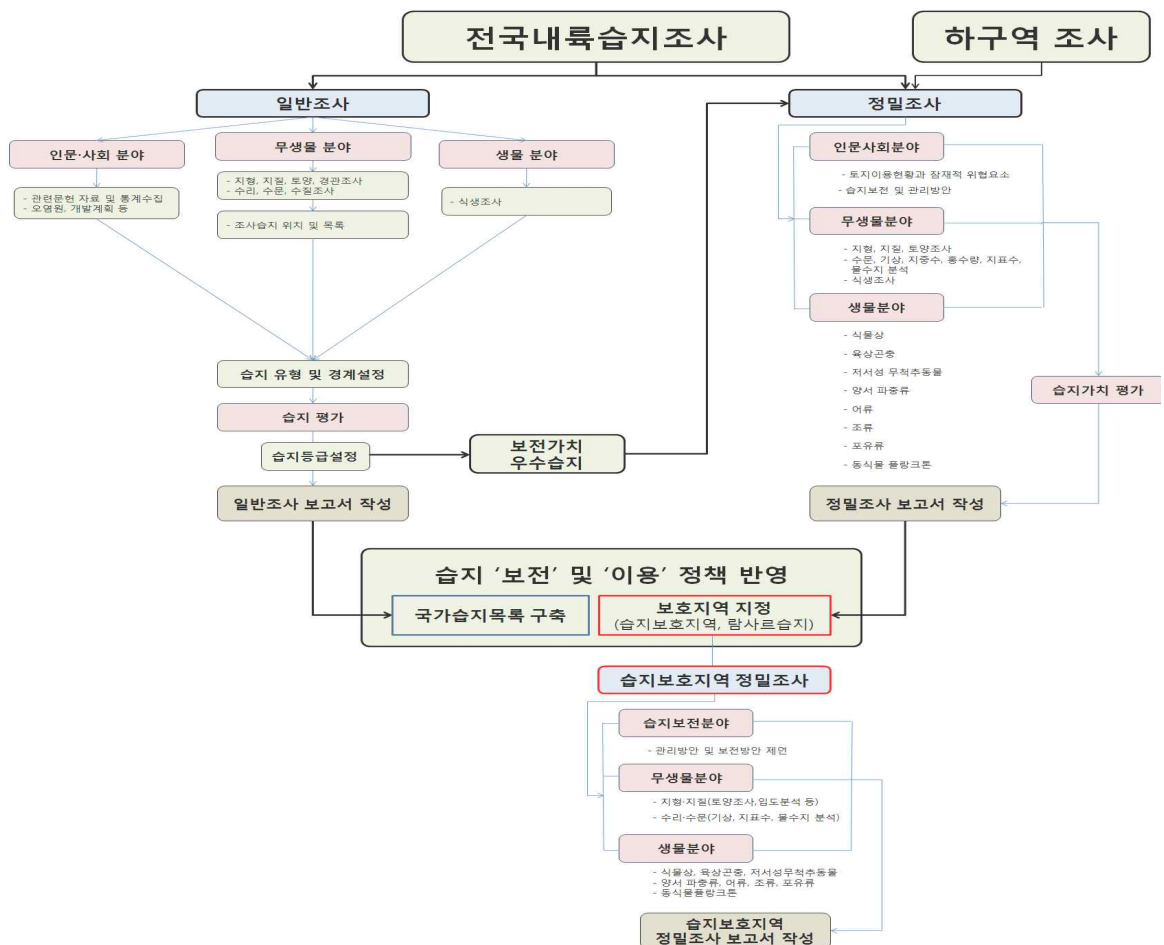 전국내륙습지조사
하구역 조사
일반조사
정밀조사
인문·사회 분야
무생물 분야
생물 분야
- 관련문헌 자료 및 통계수집
- 오염원, 개발계획 등
- 지형, 지질, 토양, 경관조사
- 수리, 수문, 수질조사
- 식생조사
- 조사습지 위치 및 목록
습지 유형 및 경계설정
습지 평가
습지등급설정
보전가치
우수습지
일반조사 보고서 작성
인문사회분야
- 토지이용현황과 잠재적 위협요소
- 습지보전 및 관리방안
무생물분야
- 지형, 지질, 토양조사
- 수문, 기상, 지중수, 홍수량, 지표수,
물수지 분석
- 식생조사
생물분야
- 식물상
- 육상곤충
- 저서성 무척추동물
- 양서 파충류
- 어류
- 조류
- 포유류
- 동식물 플랑크톤
습지가치 평가
정밀조사 보고서 작성
습지 ‘보전’ 및 ‘이용’ 정책 반영
국가습지목록 구축
보호지역 지정
(습지보호지역, 람사르습지)
습지보호지역 정밀조사
습지보전분야
- 관리방안 및 보전방안 제언
무생물분야
- 지형·지질(토양조사,입도분석 등)
- 수리·수문(기상, 지표수, 물수지 분석)
생물분야
- 식물상, 육상곤충, 저서성무척추동물
- 양서 파충류, 어류, 조류, 포유류
- 동식물플랑크톤
습지보호지역
정밀조사 보고서 작성